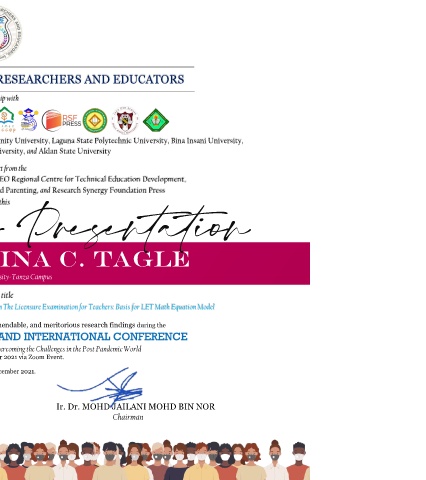 RESEARCHERS AND EDUCATORS
ip with
RSF
PRESS
nity University, Laguna State Polytechnic University, Bina Insani University,
iversity, and Aklan State University
t from the
EO Regional Centre for Technical Education Development,
d Parenting, and Research Synergy Foundation Press
this
Presentation
INA C. TAGLE
sity-Tanza Campus
title
n The Licensure Examination for Teachers: Basis for LET Math Equation Model
mendable, and meritorious research findings during the
AND INTERNATIONAL CONFERENCE
vercoming the Challenges in the Post Pandemic World
r 2021 via Zoom Event.
cember 2021.
Ir. Dr. MOHD JAILANI MOHD BIN NOR
Chairman